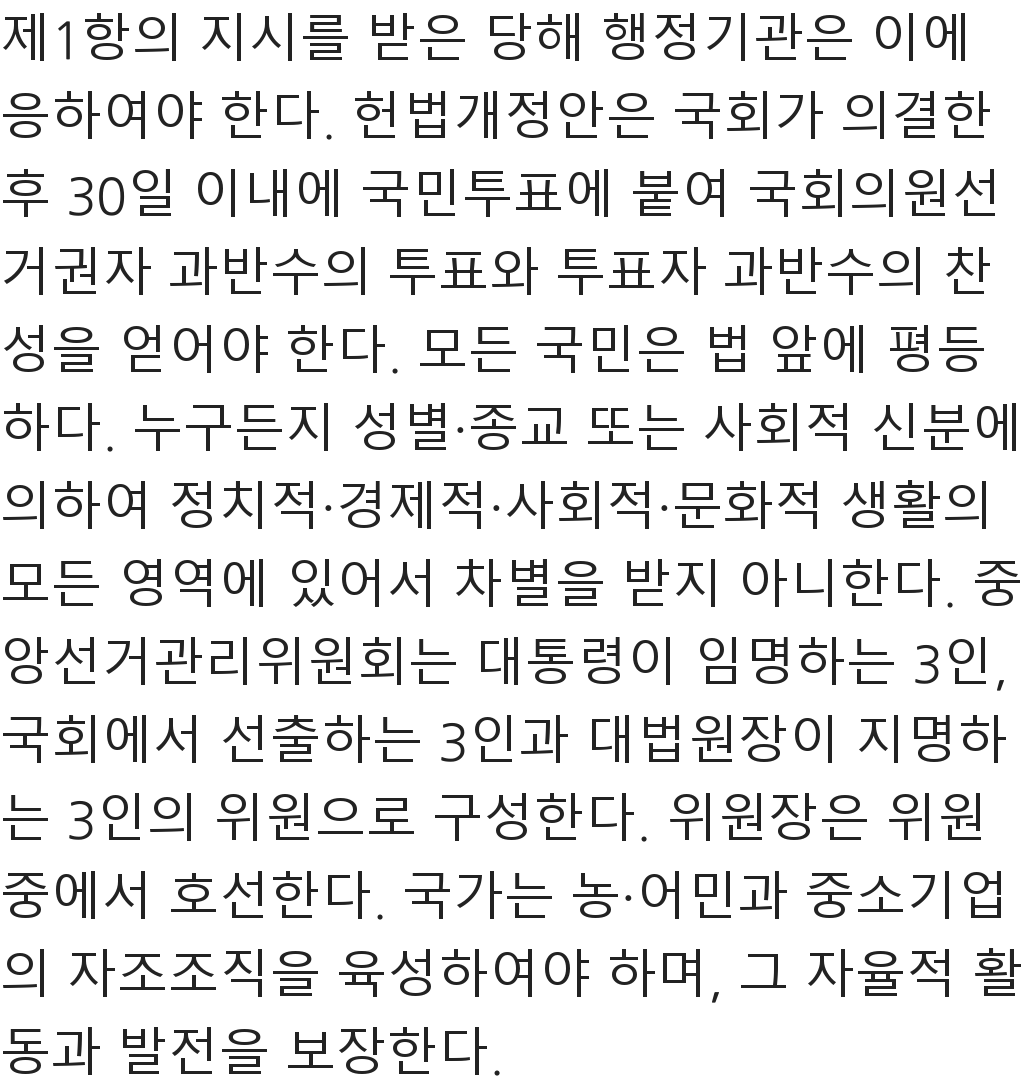 제1항의 지시를 받은 당해 행정기관은 이에
응하여야 한다. 헌법개정안은 국회가 의결한
후 30일 이내에 국민투표에 붙여 국회의원선
거권자 과반수의 투표와 투표자 과반수의 찬
성을 얻어야 한다. 모든 국민은 법 앞에 평등
하다. 누구든지 성별·종교 또는 사회적 신분에
의하여 정치적·경제적·사회적·문화적 생활의
모든 영역에 있어서 차별을 받지 아니한다. 중
앙선거관리위원회는 대통령이 임명하는 3인,
국회에서 선출하는 3인과 대법원장이 지명하
는 3인의 위원으로 구성한다. 위원장은 위원
중에서 호선한다. 국가는 농·어민과 중소기업
의 자조조직을 육성하여야 하며, 그 자율적 활
동과 발전을 보장한다.